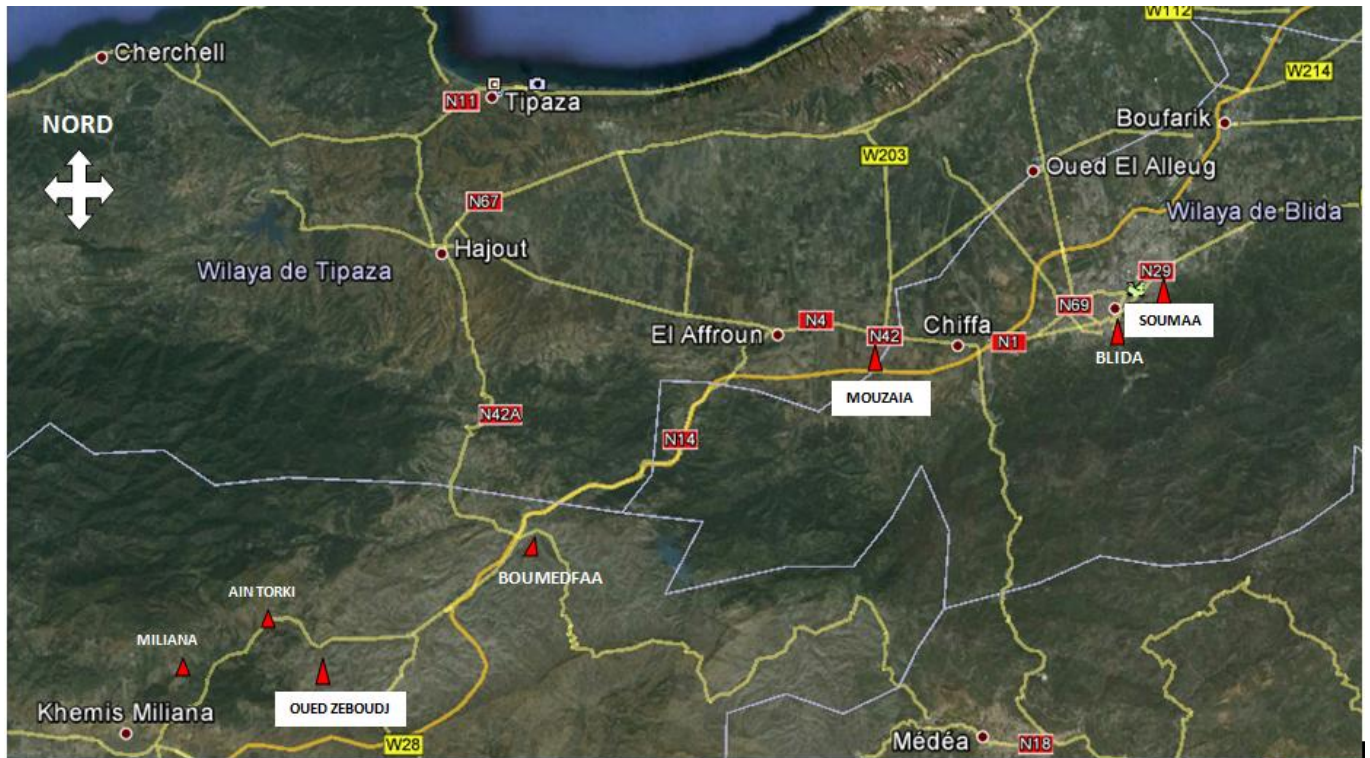 W112
Cherchell
W214
N11
Tipaza
Boufarik
NORD
W203
Oued El Alleug
N67
Wilaya de Blida
Hajout
Wilaya de Tipaza
N29
N69
SOUMAA
N4
El Affroun
N42
Chiffa
N1
BLIDA
MOUZAIA
N42A
N14
BOUMEDFAA
AIN TORKI
MILIANA
OUED ZEBOUDJ
Khemis Miliana
W28
Médéa
N18